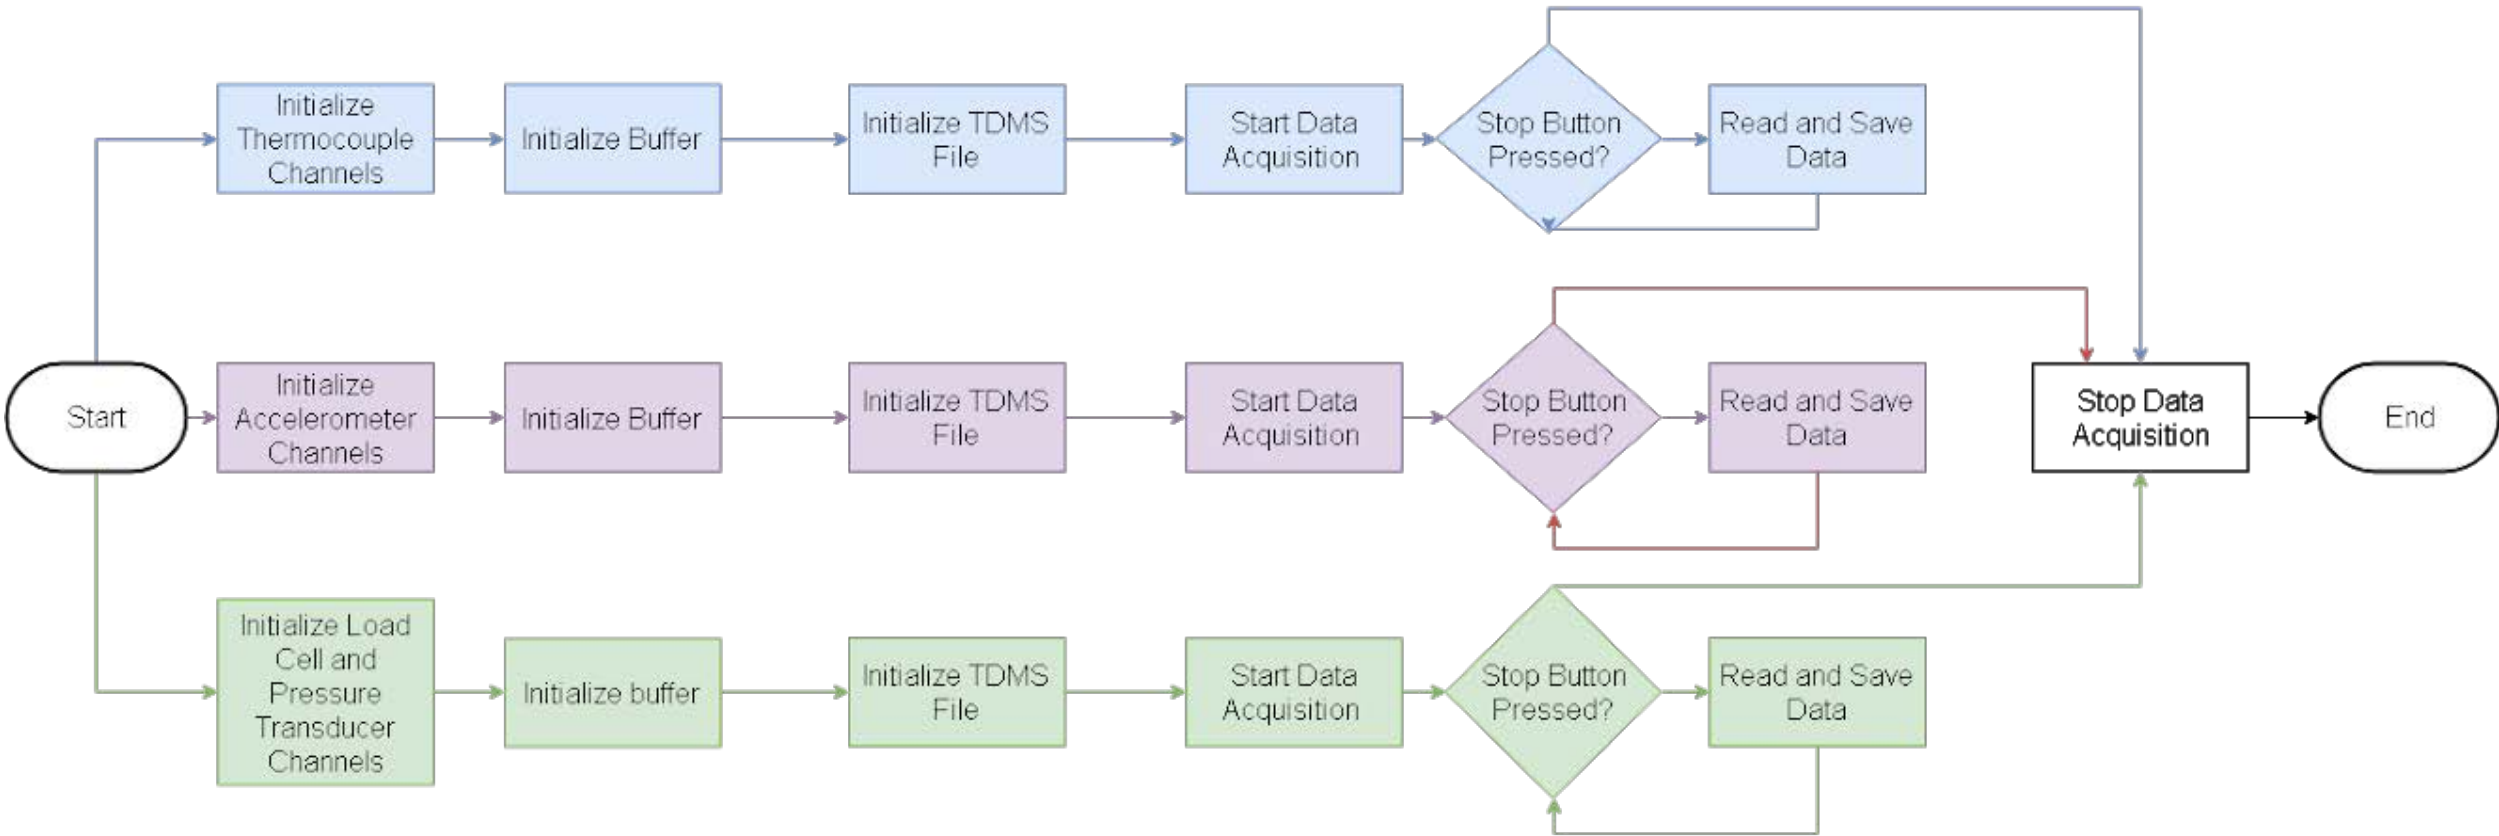 Initialize
Thermocouple
Channels
Initialize Buffer
Initialize TDMS
File
Start Data
Acquisition
Stop Button
Pressed?
Read and Save
Data
Start
Initialize
Accelerometer
Channels
Initialize Buffer
Initialize TDMS
File
Start Data
Acquisition
Stop Button
Pressed?
Read and Save
Data
Stop Data
Acquisition
End
Initialize Load
Cell and
Pressure
Transducer
Channels
Initialize buffer
Initialize TDMS
File
Start Data
Acquisition
Stop Button
Pressed?
Read and Save
Data